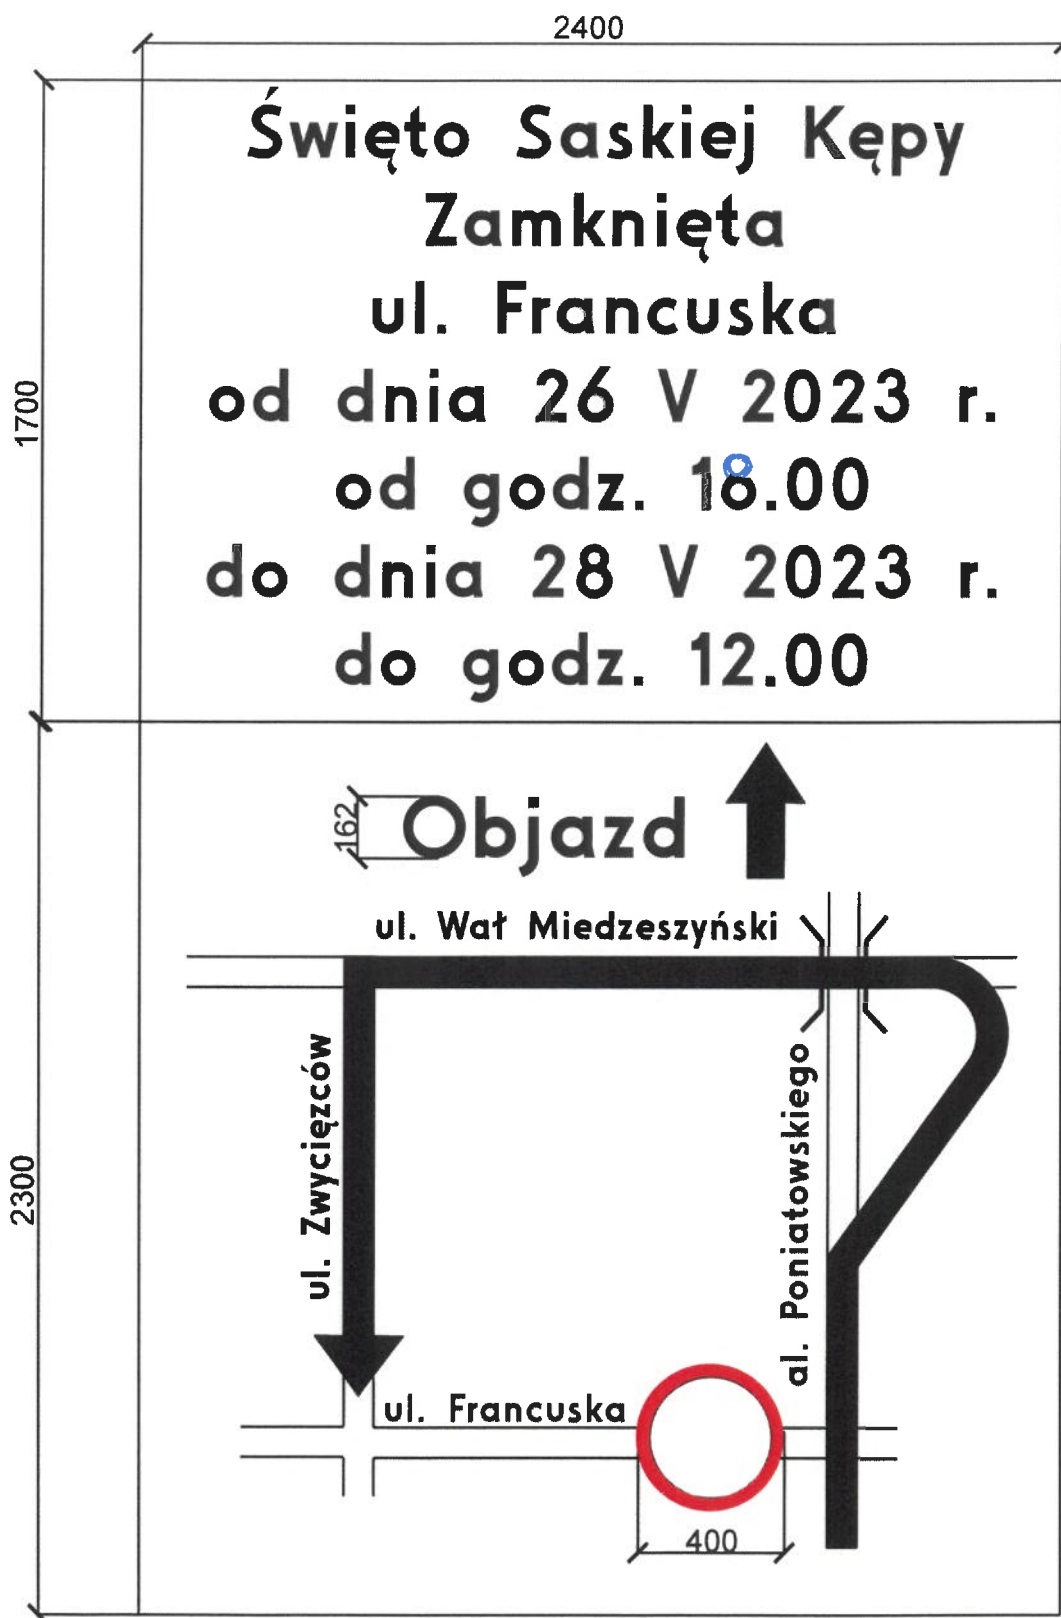 2400
Święto Saskiej Kępy
Zamknięta
ul. Francuska
1700
od dnia 26 V 2023 r.
od godz. 18.00
do dnia 28 V 2023 r.
do godz. 12.00
162
Objazd
ul. Wał Miedzeszyński
2300
ul. Zwycięzców
al. Poniatowskiego
ul. Francuska
400